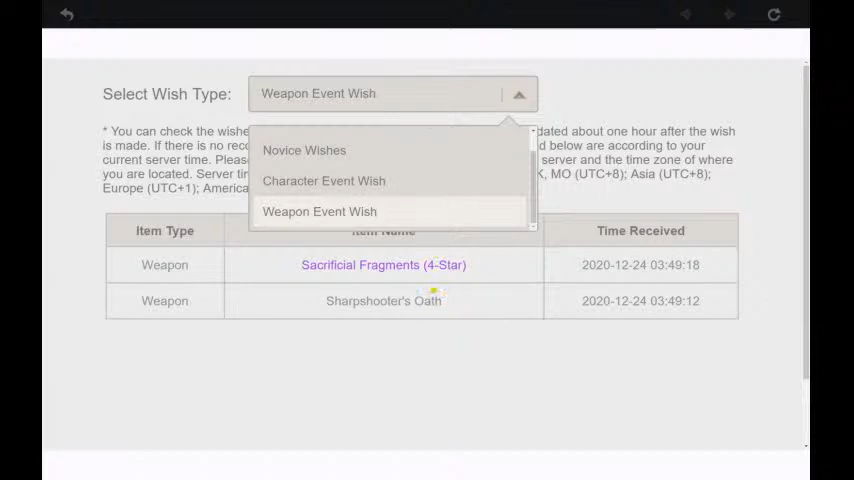 Select Wish Type:
Weapon Event Wish
* You can check the wishe
dated about one hour after the wish
is made. If there is no reco
d below are according to your
current server time. Pleas
server and the time zone of where
you are located. Server tim
K, MO (UTC+8); Asia (UTC+8);
Europe (UTC+1); America
Novice Wishes
Character Event Wish
Weapon Event Wish
Item Type
Item Name
Time Received
Weapon
Sacrificial Fragments (4-Star)
2020-12-24 03:49:18
Weapon
Sharpshooter's Oath
2020-12-24 03:49:12